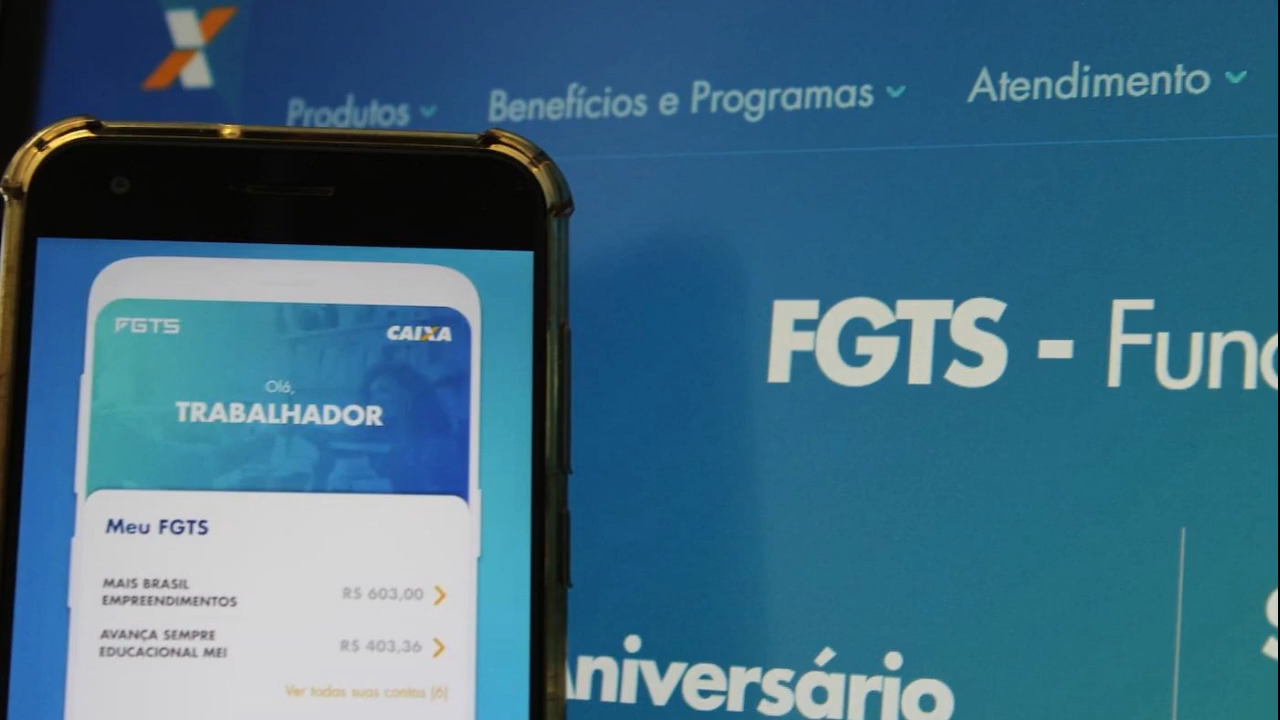 Produtos
Benefícios e Programas
Atendimento
FGTS - Fun
niversário
FGTS
CAIXA
Olá,
TRABALHADOR
Meu FGTS
MAIS BRASIL
EMPREENDIMENTOS
R$ 603,00
AVANÇA SEMPRE
EDUCACIONAL MEI
R$ 403,36
Ver todas suas contas (6)